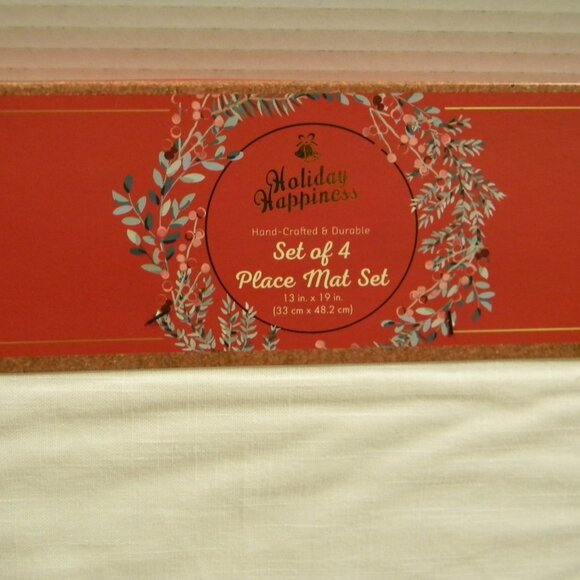 Holiday
Happiness
Hand-Crafted & Durable
Set of 4
Place Mat Set
13 in. x 19 in.
(33 cm x 48.2 cm)